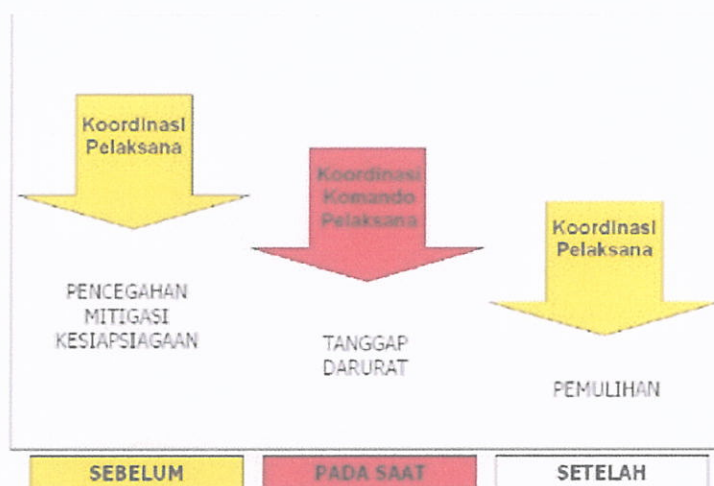 Koordinasi
Pelaksana
Koordinasi
Komando
Pelaksana
Koordinasi
Pelaksana
PENCEGAHAN
MITIGASI
KESIAPSIAGAAN
TANGGAP
DARURAT
PEMULIHAN
SEBELUM
PADA SAAT
SETELAH